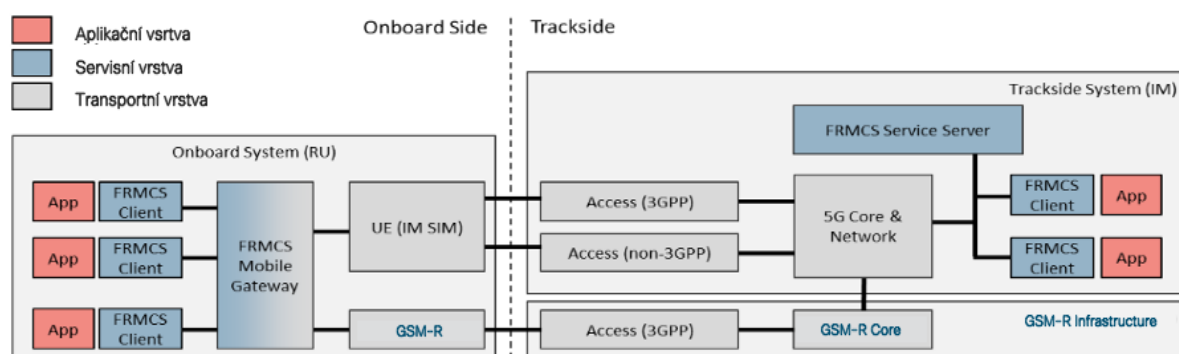 Aplikační vsrtva
Servisní vrstva
Transportní vrstva
Onboard Side
Trackside
Onboard System (RU)
App
FRMCS
Client
App
FRMCS
Client
App
FRMCS
Client
FRMCS
Mobile
Gateway
UE (IM SIM)
GSM-R
Trackside System (IM)
FRMCS Service Server
Access (3GPP)
Access (non-3GPP)
5G Core &
Network
FRMCS
Client
App
FRMCS
Client
App
Access (3GPP)
GSM-R Core
GSM-R Infrastructure